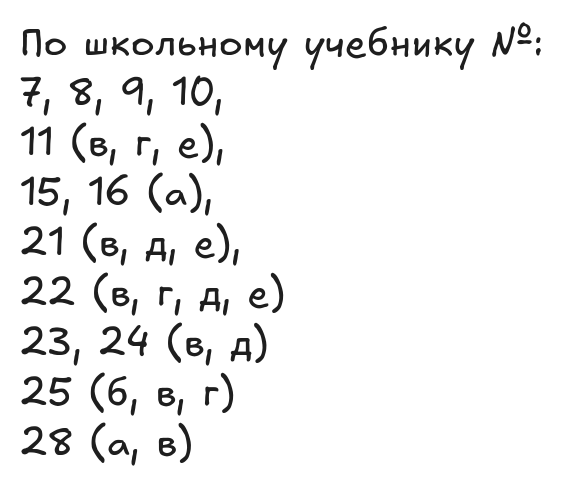 По школьному учебнику №:
7, 8, 9, 10,
11 (в, г, е),
15, 16 (а),
21 (в, д, е),
22 (в, г, д, е)
23, 24 (в, д)
25 (б, в, г)
28 (а, в)